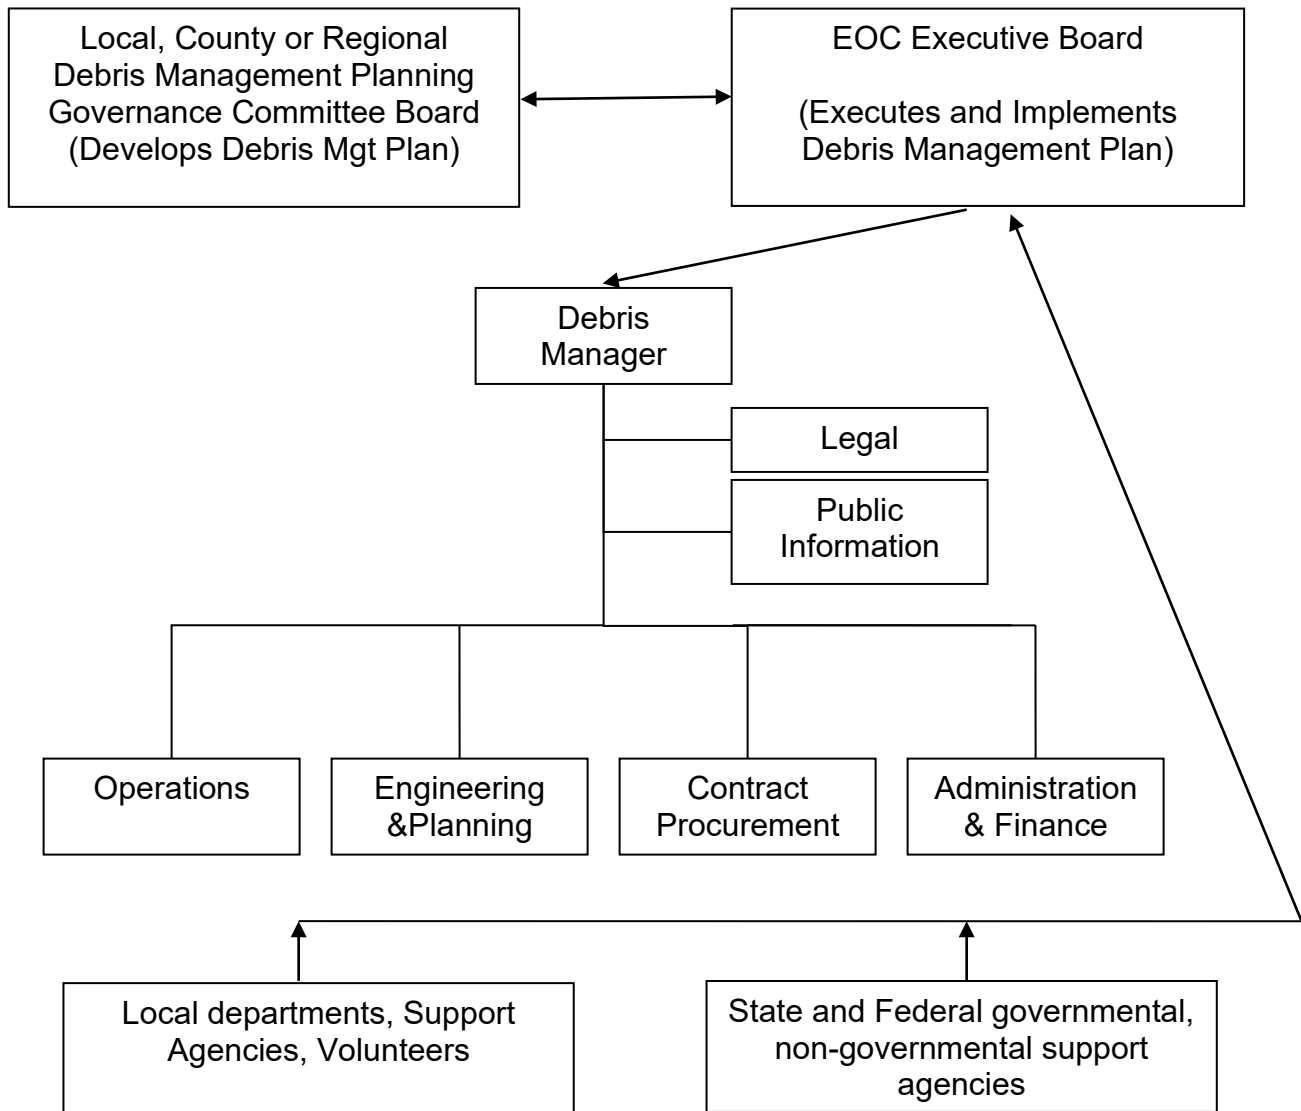 Local, County or Regional
Debris Management Planning
Governance Committee Board
(Develops Debris Mgt Plan)
EOC Executive Board
(Executes and Implements
Debris Management Plan)
Debris
Manager
Legal
Public
Information
Operations
Engineering
&Planning
Contract
Procurement
Administration
& Finance
Local departments, Support
Agencies, Volunteers
State and Federal governmental,
non-governmental support
agencies